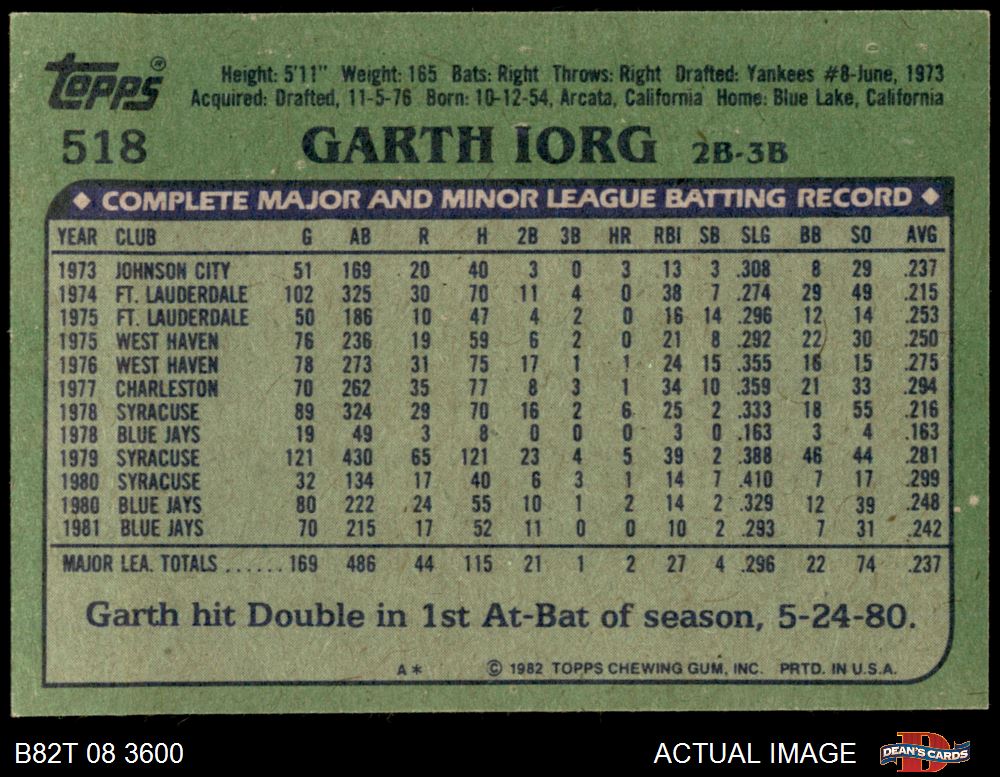 Topps®
Height: 5'11" Weight: 165 Bats: Right Throws: Right Drafted: Yankees #8-June, 1973
Acquired: Drafted, 11-5-76 Born: 10-12-54, Arcata, California Home: Blue Lake, California
518 GARTH IORG 2B-3B
◆ COMPLETE MAJOR AND MINOR LEAGUE BATTING RECORD ◆
YEAR CLUB G AB R H 2B 3B HR RBI SB SLG BB SO AVG
1973 JOHNSON CITY 51 169 20 40 3 0 3 13 3 .308 8 29 .237
1974 FT. LAUDERDALE 102 325 30 70 11 4 0 38 7 .274 29 49 .215
1975 FT. LAUDERDALE 50 186 10 47 4 2 0 16 14 .296 12 14 .253
1975 WEST HAVEN 76 236 19 59 6 2 0 21 8 .292 22 30 .250
1976 WEST HAVEN 78 273 31 75 17 1 1 24 15 .355 16 15 .275
1977 CHARLESTON 70 262 35 77 8 3 1 34 10 .359 21 33 .294
1978 SYRACUSE 89 324 29 70 16 2 6 25 2 .333 18 55 .216
1978 BLUE JAYS 19 49 3 8 0 0 0 3 0 .163 3 4 .163
1979 SYRACUSE 121 430 65 121 23 4 5 39 2 .388 46 44 .281
1980 SYRACUSE 32 134 17 40 6 3 1 14 7 .410 7 17 .299
1980 BLUE JAYS 80 222 24 55 10 1 2 14 2 .329 12 39 .248
1981 BLUE JAYS 70 215 17 52 11 0 0 10 2 .293 7 31 .242
MAJOR LEA. TOTALS ...... 169 486 44 115 21 1 2 27 4 .296 22 74 .237
Garth hit Double in 1st At-Bat of season, 5-24-80.
A* © 1982 TOPPS CHEWING GUM, INC. PRTD. IN U.S.A.
B82T 08 3600 ACTUAL IMAGE D DEAN'S CARDS